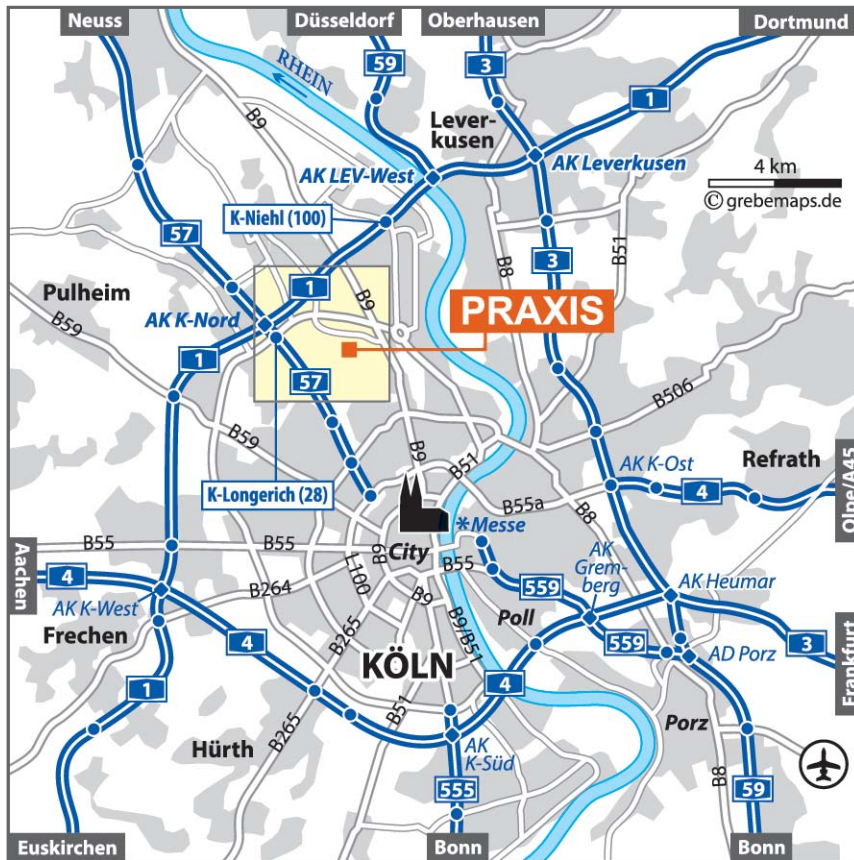 Neuss
Düsseldorf
Oberhausen
Dortmund
59
3
1
RHEIN
B9
Lever-
kusen
AK LEV-West
AK Leverkusen
4 km
© grebemaps.de
K-Niehl (100)
57
3
B51
B8
Pulheim
1
B9
PRAXIS
AK K-Nord
B59
1
57
B506
B59
B9
B51
AK K-Ost
Refrath
K-Longerich (28)
4
Olpe/A45
B55a
B8
*Messe
Aachen
B55
B55
City
B9
B55
AK
Grem-
berg
4
L100
559
AK Heumar
AK K-West
B264
B9
Frechen
Poll
4
B265
B9/B51
559
3
KÖLN
AD Porz
Frankfurt
1
4
B51
Porz
Hürth
B265
AK
K-Süd
B8
555
59
Euskirchen
Bonn
Bonn